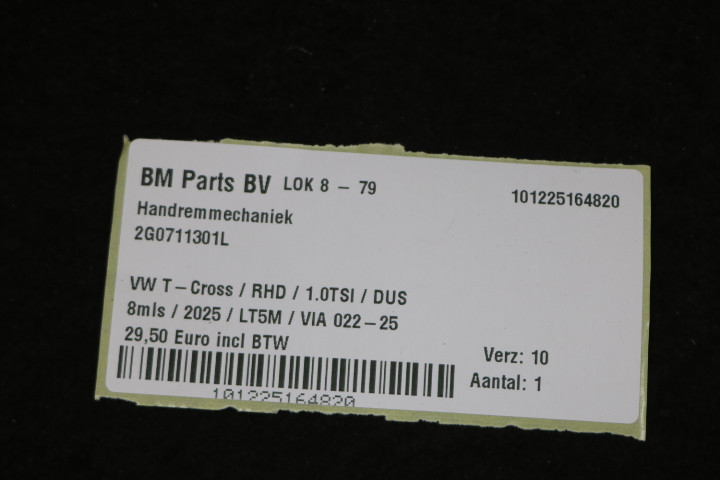 BM Parts BV LOK 8 - 79
101225164820
Handremmechaniek
2G0711301L
VW T-Cross / RHD / 1.0TSI / DUS
8mls / 2025 / LT5M / VIA 022-25
29,50 Euro incl BTW
Verz: 10
Aantal: 1
101225164820